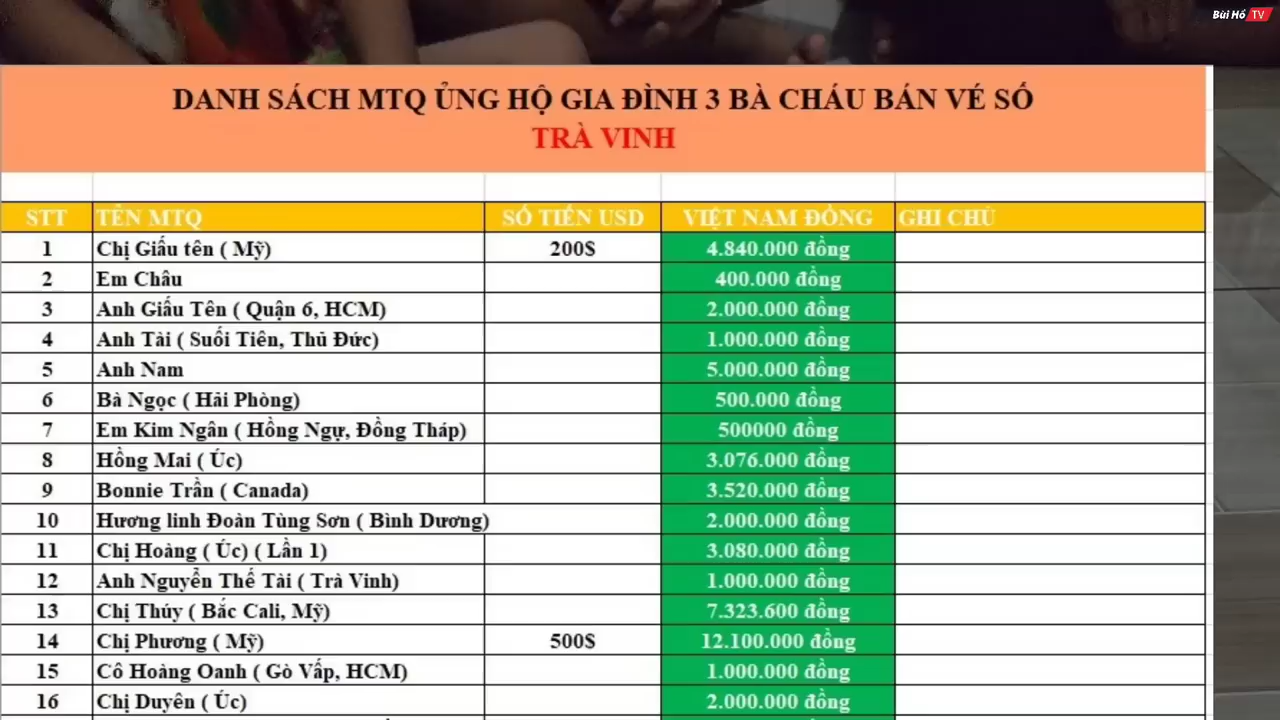 Bùi Hồ TV
DANH SÁCH MTQ ỦNG HỘ GIA ĐÌNH 3 BÀ CHÁU BÁN VÉ SỐ
TRÀ VINH
STT TÊN MTQ SỐ TIỀN USD VIỆT NAM ĐỒNG GHI CHÚ
1 Chị Giấu tên ( Mỹ) 200$ 4.840.000 đồng
2 Em Châu 400.000 đồng
3 Anh Giấu Tên ( Quận 6, HCM) 2.000.000 đồng
4 Anh Tài ( Suối Tiên, Thủ Đức) 1.000.000 đồng
5 Anh Nam 5.000.000 đồng
6 Bà Ngọc ( Hải Phòng) 500.000 đồng
7 Em Kim Ngân ( Hồng Ngự, Đồng Tháp) 500000 đồng
8 Hồng Mai ( Úc) 3.076.000 đồng
9 Bonnie Trần ( Canada) 3.520.000 đồng
10 Hương linh Đoàn Tùng Sơn ( Bình Dương) 2.000.000 đồng
11 Chị Hoàng ( Úc) ( Lần 1) 3.080.000 đồng
12 Anh Nguyễn Thế Tài ( Trà Vinh) 1.000.000 đồng
13 Chị Thúy ( Bắc Cali, Mỹ) 7.323.600 đồng
14 Chị Phương ( Mỹ) 500$ 12.100.000 đồng
15 Cô Hoàng Oanh ( Gò Vấp, HCM) 1.000.000 đồng
16 Chị Duyên ( Úc) 2.000.000 đồng